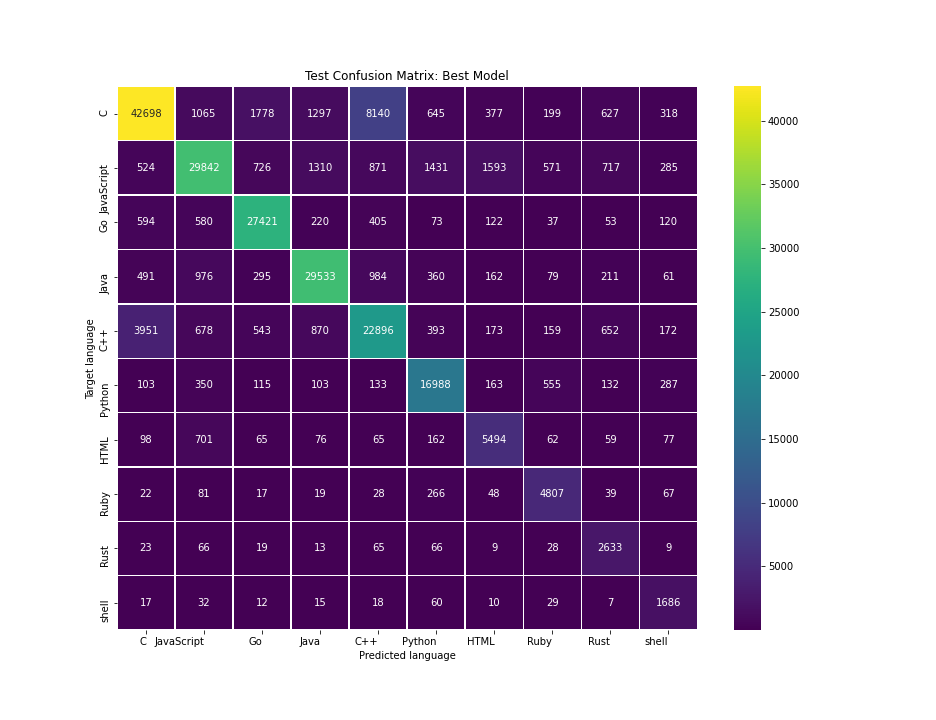 Test Confusion Matrix: Best Model
C 42698 1065 1778 1297 8140 645 377 199 627 318
JavaScript 524 29842 726 1310 871 1431 1593 571 717 285
Go 594 580 27421 220 405 73 122 37 53 120
Java 491 976 295 29533 984 360 162 79 211 61
C++ 3951 678 543 870 22896 393 173 159 652 172
Python 103 350 115 103 133 16988 163 555 132 287
HTML 98 701 65 76 65 162 5494 62 59 77
Ruby 22 81 17 19 28 266 48 4807 39 67
Rust 23 66 19 13 65 66 9 28 2633 9
shell 17 32 12 15 18 60 10 29 7 1686
Target language
C JavaScript Go Java C++ Python HTML Ruby Rust shell
Predicted language
40000
35000
30000
25000
20000
15000
10000
5000